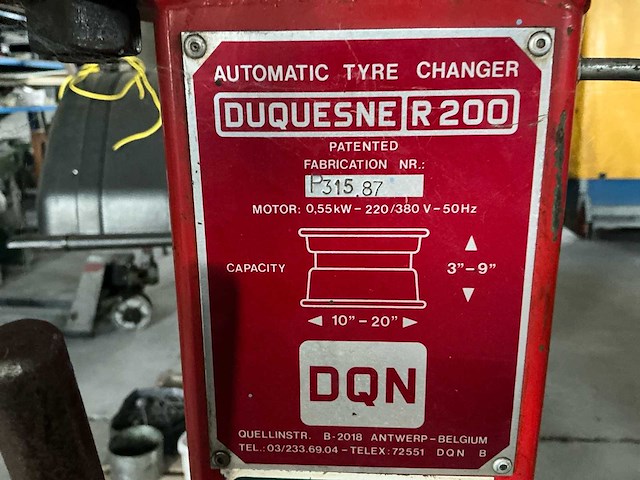 AUTOMATIC TYRE CHANGER
DUQUESNE R 200
PATENTED
FABRICATION NR.:
P315.87
MOTOR: 0,55kW - 220/380 V - 50Hz
CAPACITY
3" - 9"
10" - 20"
DQN
QUELLINSTR. B-2018 ANTWERP-BELGIUM
TEL.: 03/233.69.04 - TELEX: 72551 DQN B